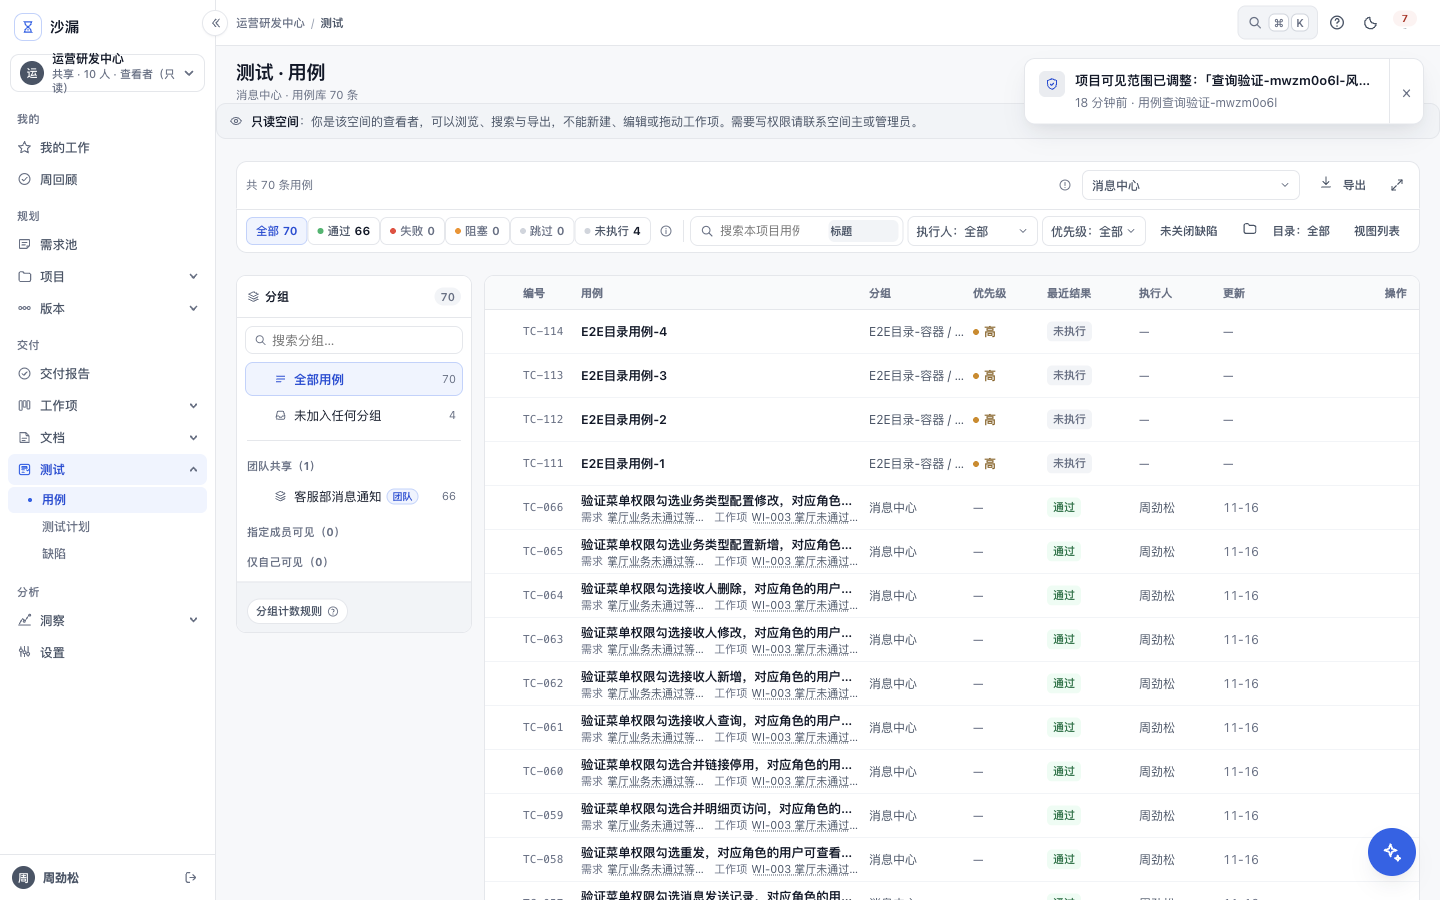 沙漏
运营研发中心 / 测试
⌘ K
7
运
运营研发中心
共享 · 10 人 · 查看者（只读）
我的
我的工作
周回顾
规划
需求池
项目
版本
交付
交付报告
工作项
文档
测试
用例
测试计划
缺陷
分析
洞察
设置
周 周劲松
测试 · 用例
消息中心 · 用例库 70 条
只读空间：你是该空间的查看者，可以浏览、搜索与导出，不能新建、编辑或拖动工作项。需要写权限请联系空间主或管理员。
项目可见范围已调整：「查询验证-mwzm0o6l-风...
18 分钟前 · 用例查询验证-mwzm0o6l
共 70 条用例
消息中心
导出
全部 70
通过 66
失败 0
阻塞 0
跳过 0
未执行 4
搜索本项目用例
标题
执行人：全部
优先级：全部
未关闭缺陷
目录：全部
视图列表
分组 70
搜索分组...
全部用例 70
未加入任何分组 4
团队共享（1）
客服部消息通知 团队 66
指定成员可见（0）
仅自己可见（0）
分组计数规则
编号 用例 分组 优先级 最近结果 执行人 更新 操作
TC-114 E2E目录用例-4 E2E目录-容器 / ... 高 未执行 — —
TC-113 E2E目录用例-3 E2E目录-容器 / ... 高 未执行 — —
TC-112 E2E目录用例-2 E2E目录-容器 / ... 高 未执行 — —
TC-111 E2E目录用例-1 E2E目录-容器 / ... 高 未执行 — —
TC-066 验证菜单权限勾选业务类型配置修改，对应角色... 消息中心 — 通过 周劲松 11-16
需求 掌厅业务未通过等... 工作项 WI-003 掌厅未通过...
TC-065 验证菜单权限勾选业务类型配置新增，对应角色... 消息中心 — 通过 周劲松 11-16
需求 掌厅业务未通过等... 工作项 WI-003 掌厅未通过...
TC-064 验证菜单权限勾选接收人删除，对应角色的用户... 消息中心 — 通过 周劲松 11-16
需求 掌厅业务未通过等... 工作项 WI-003 掌厅未通过...
TC-063 验证菜单权限勾选接收人修改，对应角色的用户... 消息中心 — 通过 周劲松 11-16
需求 掌厅业务未通过等... 工作项 WI-003 掌厅未通过...
TC-062 验证菜单权限勾选接收人新增，对应角色的用户... 消息中心 — 通过 周劲松 11-16
需求 掌厅业务未通过等... 工作项 WI-003 掌厅未通过...
TC-061 验证菜单权限勾选接收人查询，对应角色的用户... 消息中心 — 通过 周劲松 11-16
需求 掌厅业务未通过等... 工作项 WI-003 掌厅未通过...
TC-060 验证菜单权限勾选合并链接停用，对应角色的用... 消息中心 — 通过 周劲松 11-16
需求 掌厅业务未通过等... 工作项 WI-003 掌厅未通过...
TC-059 验证菜单权限勾选合并明细页访问，对应角色的... 消息中心 — 通过 周劲松 11-16
需求 掌厅业务未通过等... 工作项 WI-003 掌厅未通过...
TC-058 验证菜单权限勾选重发，对应角色的用户可查看... 消息中心 — 通过 周劲松 11-16
需求 掌厅业务未通过等... 工作项 WI-003 掌厅未通过...
验证菜单权限勾选消息发送记录，对应角色的用...